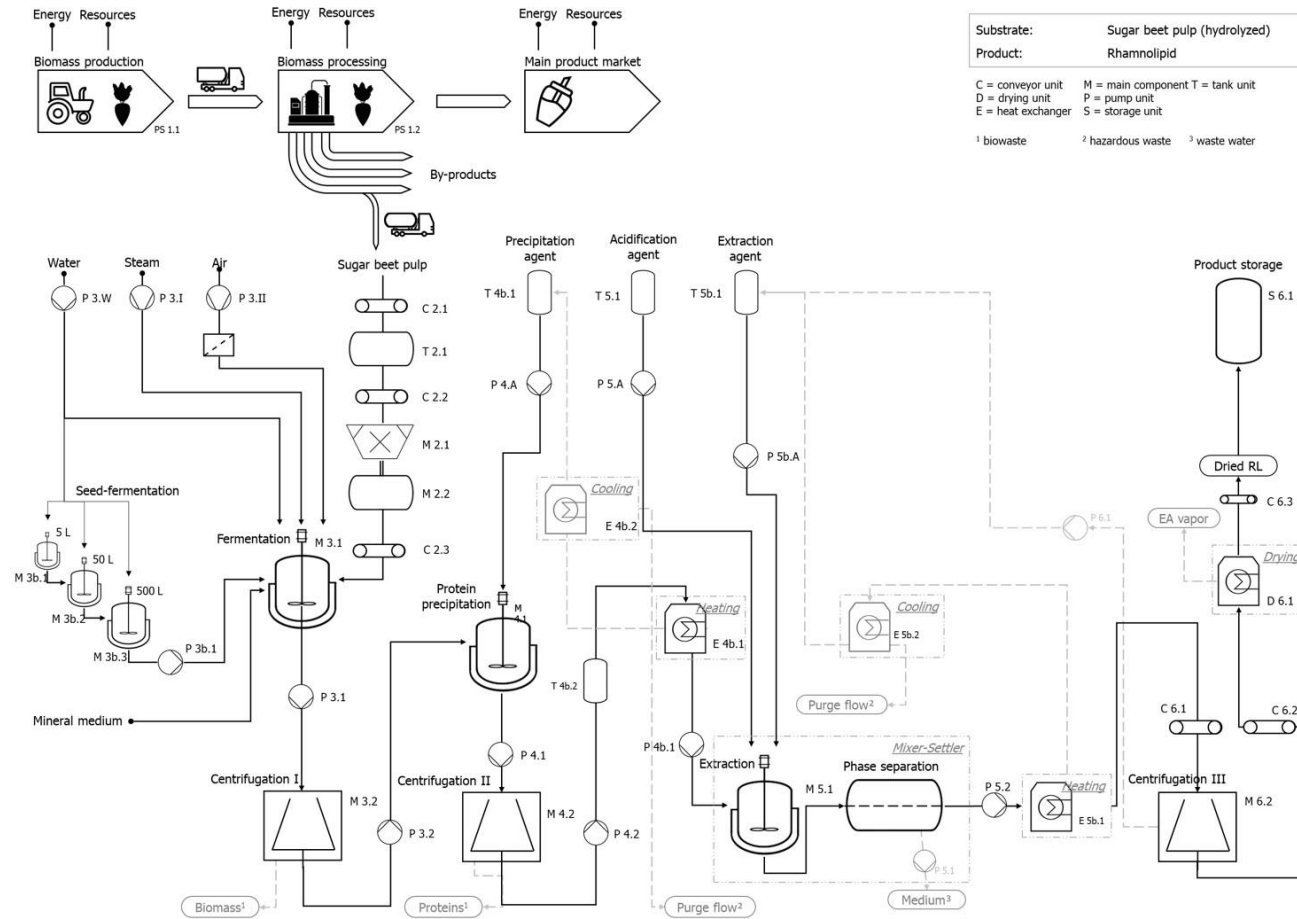 Energy Resources
Energy Resources
Energy Resources
Biomass production
Biomass processing
Main product market
PS 1.1
PS 1.2
By-products
Substrate: Sugar beet pulp (hydrolyzed)
Product: Rhamnolipid
C = conveyor unit M = main component T = tank unit
D = drying unit P = pump unit
E = heat exchanger S = storage unit
¹ biowaste ² hazardous waste ³ waste water
Water
Steam
Air
Sugar beet pulp
Precipitation
agent
Acidification
agent
Extraction
agent
Product storage
P 3.W
P 3.I
P 3.II
C 2.1
T 2.1
C 2.2
M 2.1
M 2.2
C 2.3
T 4b.1
T 5.1
T 5b.1
S 6.1
P 4.A
P 5.A
P 5b.A
Dried RL
C 6.3
EA vapor
Drying
D 6.1
P 6.1
Cooling
E 4b.2
Seed-fermentation
5 L
M 3b.1
50 L
M 3b.2
500 L
M 3b.3
P 3b.1
Fermentation
M 3.1
Protein
precipitation
M
4.1
Heating
E 4b.1
Cooling
E 5b.2
Purge flow²
T 4b.2
P 3.1
Mineral medium
P 4.1
P 4b.1
Mixer-Settler
Extraction
M 5.1
Phase separation
P 5.2
Heating
E 5b.1
C 6.1
C 6.2
Centrifugation I
M 3.2
P 3.2
Centrifugation II
M 4.2
P 4.2
Centrifugation III
M 6.2
P 5.1
Biomass¹
Proteins¹
Purge flow²
Medium³